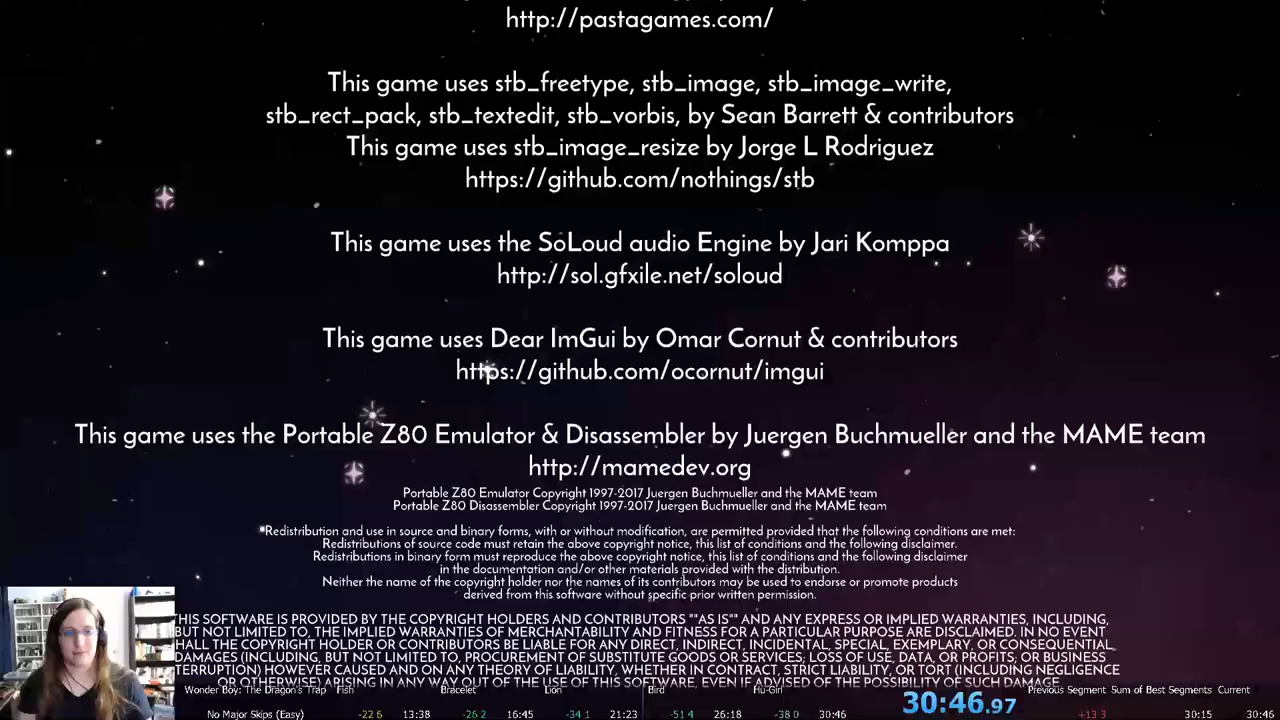 http://pastagames.com/
This game uses stb_freetype, stb_image, stb_image_write,
stb_rect_pack, stb_textedit, stb_vorbis, by Sean Barrett & contributors
This game uses stb_image_resize by Jorge L Rodriguez
https://github.com/nothings/stb
This game uses the SoLoud audio Engine by Jari Komppa
http://sol.gfxile.net/soloud
This game uses Dear ImGui by Omar Cornut & contributors
https://github.com/ocornut/imgui
This game uses the Portable Z80 Emulator & Disassembler by Juergen Buchmueller and the MAME team
http://mamedev.org
Portable Z80 Emulator Copyright 1997-2017 Juergen Buchmueller and the MAME team
Portable Z80 Disassembler Copyright 1997-2017 Juergen Buchmueller and the MAME team
Redistribution and use in source and binary forms, with or without modification, are permitted provided that the following conditions are met:
Redistributions of source code must retain the above copyright notice, this list of conditions and the following disclaimer.
Redistributions in binary form must reproduce the above copyright notice, this list of conditions and the following disclaimer
in the documentation and/or other materials provided with the distribution.
Neither the name of the copyright holder nor the names of its contributors may be used to endorse or promote products
derived from this software without specific prior written permission.
THIS SOFTWARE IS PROVIDED BY THE COPYRIGHT HOLDERS AND CONTRIBUTORS ""AS IS"" AND ANY EXPRESS OR IMPLIED WARRANTIES, INCLUDING,
BUT NOT LIMITED TO, THE IMPLIED WARRANTIES OF MERCHANTABILITY AND FITNESS FOR A PARTICULAR PURPOSE ARE DISCLAIMED. IN NO EVENT
SHALL THE COPYRIGHT HOLDER OR CONTRIBUTORS BE LIABLE FOR ANY DIRECT, INDIRECT, INCIDENTAL, SPECIAL, EXEMPLARY, OR CONSEQUENTIAL
DAMAGES (INCLUDING, BUT NOT LIMITED TO, PROCUREMENT OF SUBSTITUTE GOODS OR SERVICES; LOSS OF USE, DATA, OR PROFITS; OR BUSINESS
TERRUPTION) HOWEVER CAUSED AND ON ANY THEORY OF LIABILITY, WHETHER IN CONTRACT, STRICT LIABILITY, OR TORT (INCLUDING NEGLIGENCE
OR OTHERWISE) ARISING IN ANY WAY OUT OF THE USE OF THIS SOFTWARE, EVEN IF ADVISED OF THE POSSIBILITY OF SUCH DAMAGE.
Wonder Boy: The Dragon's Trap Fish Bracelet Lion Bird Hu-Girl 30:46.97 Previous Segment Sum of Best Segments Current
No Major Skips (Easy) -22.6 13:38 -26.2 16:45 -34.1 21:23 -51.4 26:18 -38.0 30:46 +13.3 30:15 30:46